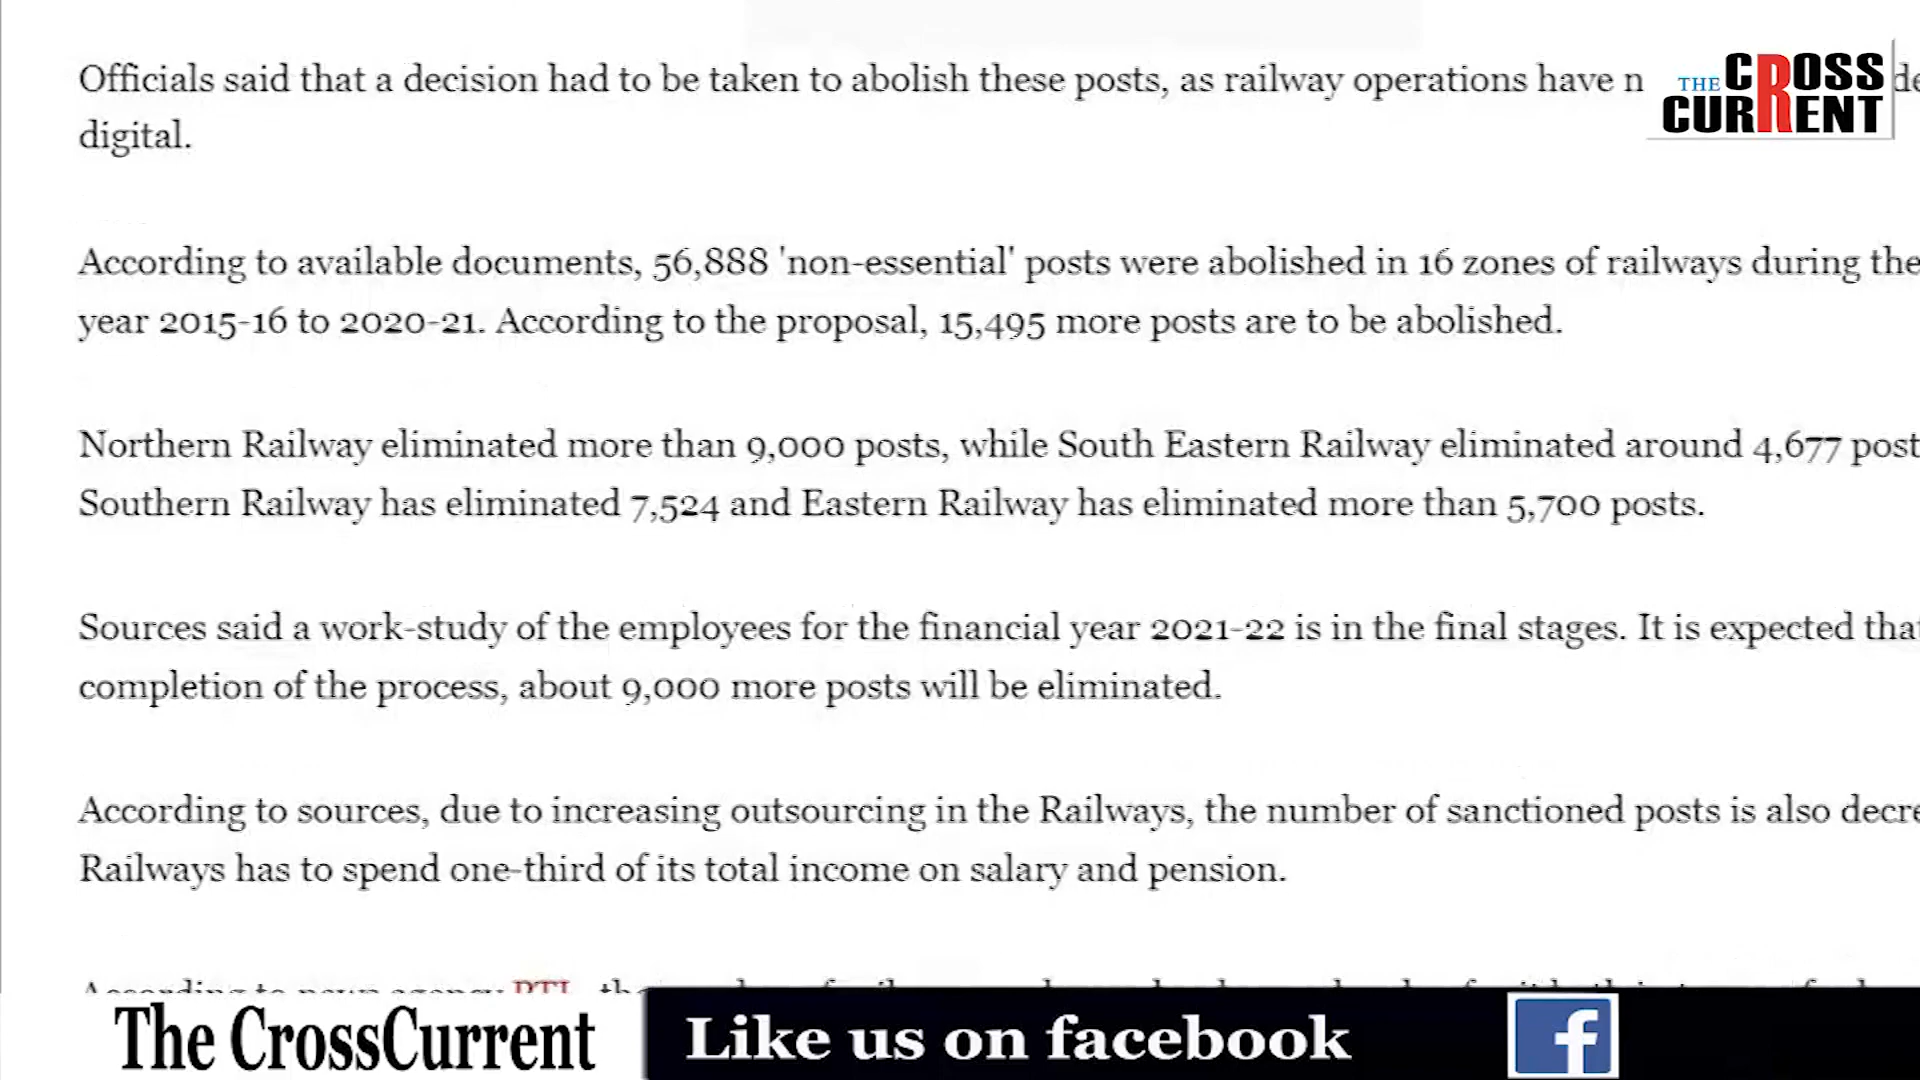 Officials said that a decision had to be taken to abolish these posts, as railway operations have
THE CROSS
CURRENT
digital.
According to available documents, 56,888 'non-essential' posts were abolished in 16 zones of railways during the
year 2015-16 to 2020-21. According to the proposal, 15,495 more posts are to be abolished.
Northern Railway eliminated more than 9,000 posts, while South Eastern Railway eliminated around 4,677 post
Southern Railway has eliminated 7,524 and Eastern Railway has eliminated more than 5,700 posts.
Sources said a work-study of the employees for the financial year 2021-22 is in the final stages. It is expected tha
completion of the process, about 9,000 more posts will be eliminated.
According to sources, due to increasing outsourcing in the Railways, the number of sanctioned posts is also decre
Railways has to spend one-third of its total income on salary and pension.
According to news agency PTI,
The CrossCurrent
Like us on facebook
f